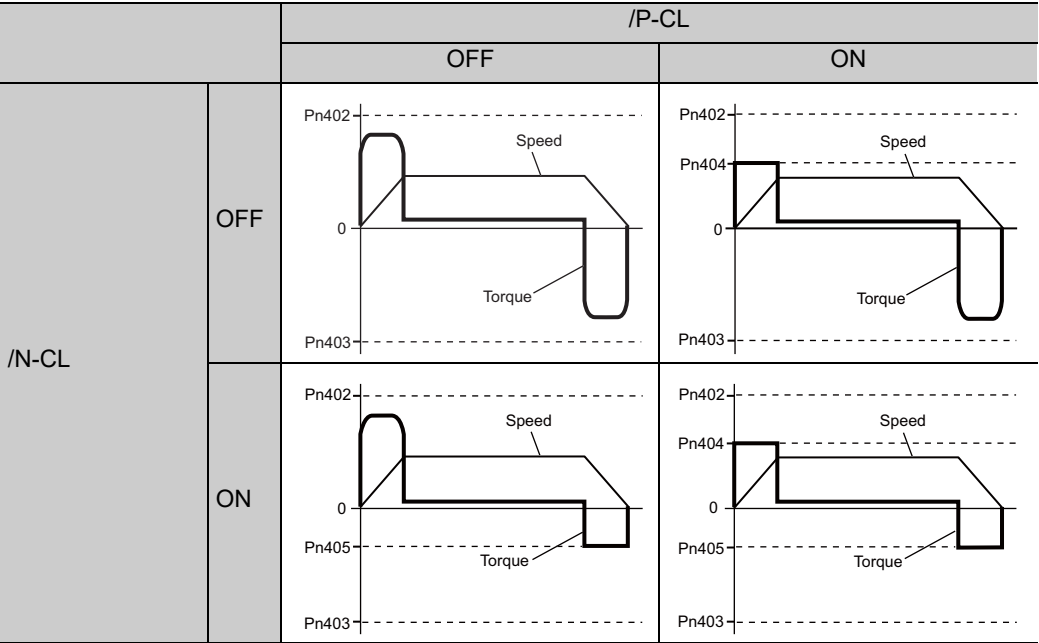 /P-CL
OFF
ON
/N-CL
OFF
Pn402
Speed
0
Torque
Pn403
Pn402
Pn404
Speed
0
Torque
Pn403
ON
Pn402
Speed
0
Pn405
Torque
Pn403
Pn402
Pn404
Speed
0
Pn405
Torque
Pn403